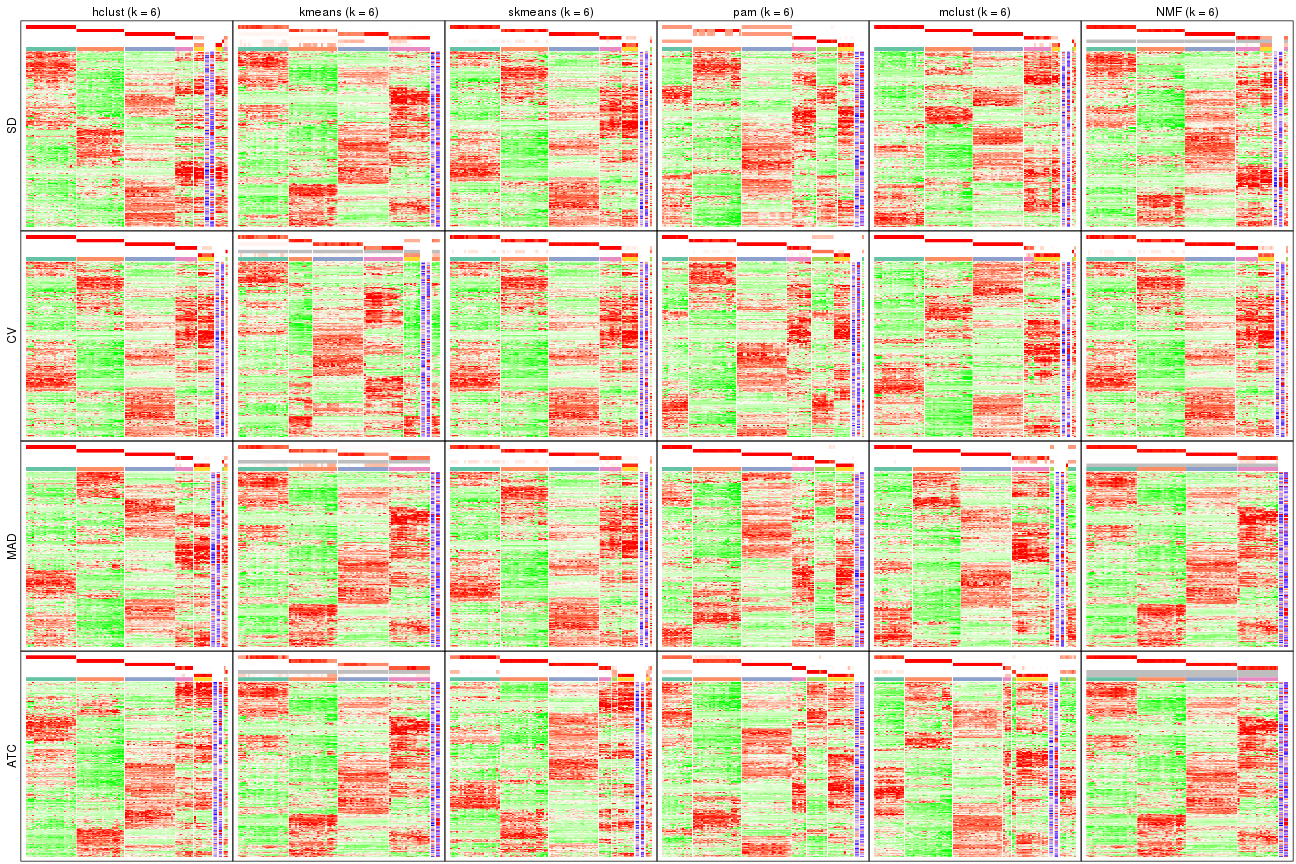 hclust (k = 6) kmeans (k = 6) skmeans (k = 6) pam (k = 6) mclust (k = 6) NMF (k = 6)
SD
CV
MAD
ATC